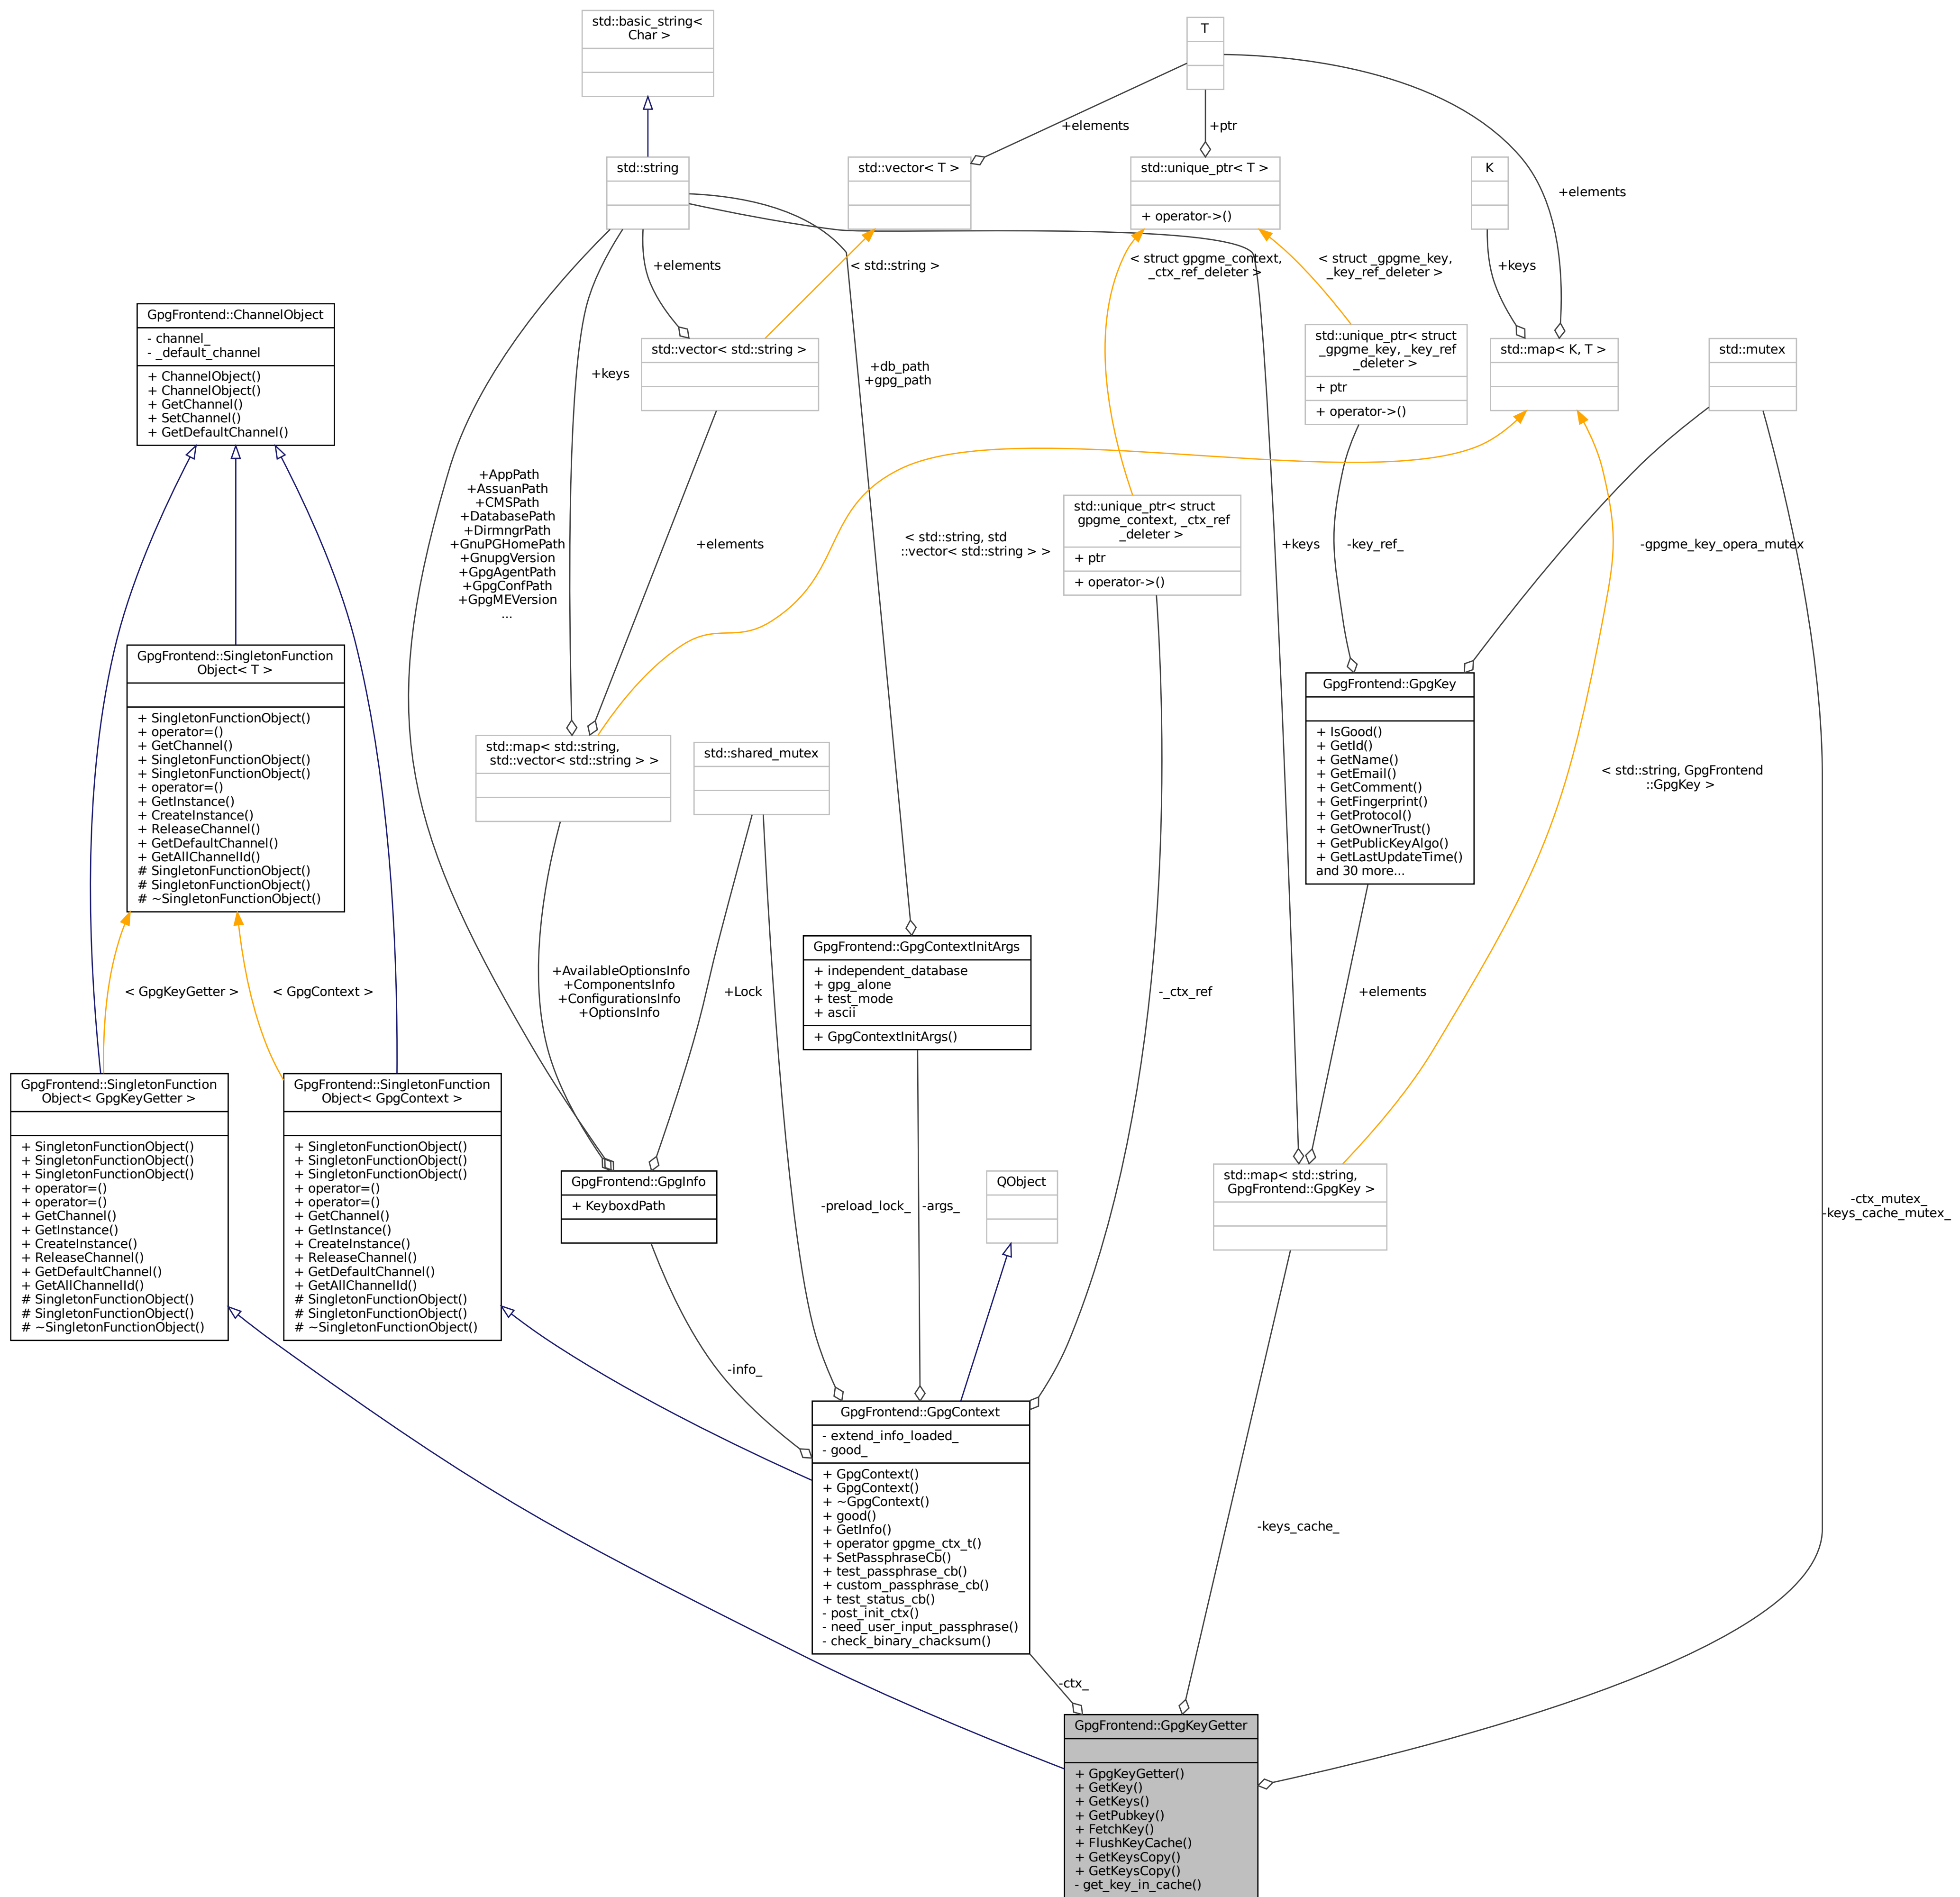 std::basic_string<
Char >
T
+elements
+ptr
std::string
std::vector< T >
std::unique_ptr< T >
+ operator->()
K
+elements
+elements
< std::string >
< struct gpgme_context,
_ctx_ref_deleter >
< struct _gpgme_key,
_key_ref_deleter >
+keys
GpgFrontend::ChannelObject
- channel_
- _default_channel
+ ChannelObject()
+ ChannelObject()
+ GetChannel()
+ SetChannel()
+ GetDefaultChannel()
+keys
std::vector< std::string >
+db_path
+gpg_path
std::unique_ptr< struct
_gpgme_key, _key_ref
_deleter >
+ ptr
+ operator->()
std::map< K, T >
std::mutex
+AppPath
+AssuanPath
+CMSPath
+DatabasePath
+DirmngrPath
+GnuPGHomePath
+GnupgVersion
+GpgAgentPath
+GpgConfPath
+GpgMEVersion
...
+elements
< std::string, std
::vector< std::string > >
std::unique_ptr< struct
gpgme_context, _ctx_ref
_deleter >
+ ptr
+ operator->()
+keys
-key_ref_
-gpgme_key_opera_mutex
GpgFrontend::SingletonFunction
Object< T >
+ SingletonFunctionObject()
+ operator=()
+ GetChannel()
+ SingletonFunctionObject()
+ SingletonFunctionObject()
+ operator=()
+ GetInstance()
+ CreateInstance()
+ ReleaseChannel()
+ GetDefaultChannel()
+ GetAllChannelId()
# SingletonFunctionObject()
# SingletonFunctionObject()
# ~SingletonFunctionObject()
std::map< std::string,
std::vector< std::string > >
std::shared_mutex
GpgFrontend::GpgKey
+ IsGood()
+ GetId()
+ GetName()
+ GetEmail()
+ GetComment()
+ GetFingerprint()
+ GetProtocol()
+ GetOwnerTrust()
+ GetPublicKeyAlgo()
+ GetLastUpdateTime()
and 30 more...
< std::string, GpgFrontend
::GpgKey >
< GpgKeyGetter >
< GpgContext >
+AvailableOptionsInfo
+ComponentsInfo
+ConfigurationsInfo
+OptionsInfo
+Lock
GpgFrontend::GpgContextInitArgs
+ independent_database
+ gpg_alone
+ test_mode
+ ascii
+ GpgContextInitArgs()
-_ctx_ref
+elements
GpgFrontend::SingletonFunction
Object< GpgKeyGetter >
+ SingletonFunctionObject()
+ SingletonFunctionObject()
+ SingletonFunctionObject()
+ operator=()
+ operator=()
+ GetChannel()
+ GetInstance()
+ CreateInstance()
+ ReleaseChannel()
+ GetDefaultChannel()
+ GetAllChannelId()
# SingletonFunctionObject()
# SingletonFunctionObject()
# ~SingletonFunctionObject()
GpgFrontend::SingletonFunction
Object< GpgContext >
+ SingletonFunctionObject()
+ SingletonFunctionObject()
+ SingletonFunctionObject()
+ operator=()
+ operator=()
+ GetChannel()
+ GetInstance()
+ CreateInstance()
+ ReleaseChannel()
+ GetDefaultChannel()
+ GetAllChannelId()
# SingletonFunctionObject()
# SingletonFunctionObject()
# ~SingletonFunctionObject()
GpgFrontend::GpgInfo
+ KeyboxdPath
-preload_lock_
-args_
QObject
std::map< std::string,
GpgFrontend::GpgKey >
-ctx_mutex_
-keys_cache_mutex_
-info_
GpgFrontend::GpgContext
- extend_info_loaded_
- good_
+ GpgContext()
+ GpgContext()
+ ~GpgContext()
+ good()
+ GetInfo()
+ operator gpgme_ctx_t()
+ SetPassphraseCb()
+ test_passphrase_cb()
+ custom_passphrase_cb()
+ test_status_cb()
- post_init_ctx()
- need_user_input_passphrase()
- check_binary_chacksum()
-keys_cache_
-ctx_
GpgFrontend::GpgKeyGetter
+ GpgKeyGetter()
+ GetKey()
+ GetKeys()
+ GetPubkey()
+ FetchKey()
+ FlushKeyCache()
+ GetKeysCopy()
+ GetKeysCopy()
- get_key_in_cache()